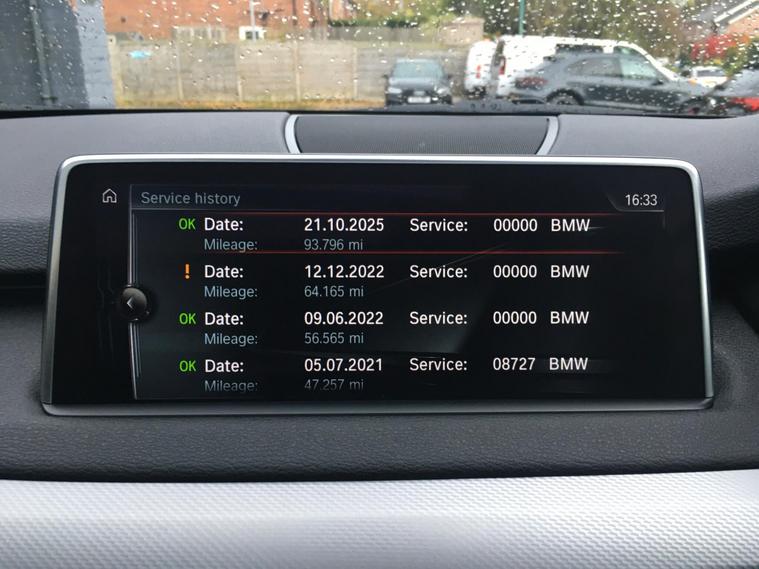 Service history 16:33
OK Date: 21.10.2025 Service: 00000 BMW
Mileage: 93.796 mi
! Date: 12.12.2022 Service: 00000 BMW
Mileage: 64.165 mi
OK Date: 09.06.2022 Service: 00000 BMW
Mileage: 56.565 mi
OK Date: 05.07.2021 Service: 08727 BMW
Mileage: 47.257 mi